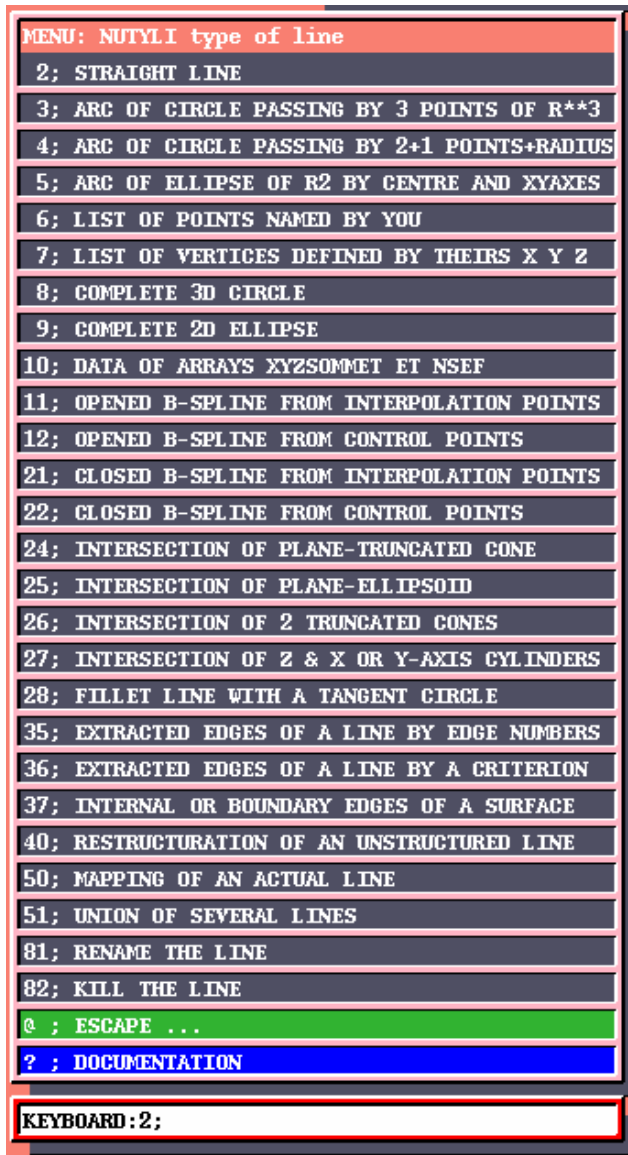 MENU: NUTYLI type of line
2; STRAIGHT LINE
3; ARC OF CIRCLE PASSING BY 3 POINTS OF R**3
4; ARC OF CIRCLE PASSING BY 2+1 POINTS+RADIUS
5; ARC OF ELLIPSE OF R2 BY CENTRE AND XYAXES
6; LIST OF POINTS NAMED BY YOU
7; LIST OF VERTICES DEFINED BY THEIRS X Y Z
8; COMPLETE 3D CIRCLE
9; COMPLETE 2D ELLIPSE
10; DATA OF ARRAYS XYZSOMMET ET NSEF
11; OPENED B-SPLINE FROM INTERPOLATION POINTS
12; OPENED B-SPLINE FROM CONTROL POINTS
21; CLOSED B-SPLINE FROM INTERPOLATION POINTS
22; CLOSED B-SPLINE FROM CONTROL POINTS
24; INTERSECTION OF PLANE-TRUNCATED CONE
25; INTERSECTION OF PLANE-ELLIPSOID
26; INTERSECTION OF 2 TRUNCATED CONES
27; INTERSECTION OF Z & X OR Y-AXIS CYLINDERS
28; FILLET LINE WITH A TANGENT CIRCLE
35; EXTRACTED EDGES OF A LINE BY EDGE NUMBERS
36; EXTRACTED EDGES OF A LINE BY A CRITERION
37; INTERNAL OR BOUNDARY EDGES OF A SURFACE
40; RESTRUCTURATION OF AN UNSTRUCTURED LINE
50; MAPPING OF AN ACTUAL LINE
51; UNION OF SEVERAL LINES
81; RENAME THE LINE
82; KILL THE LINE
@ ; ESCAPE ...
? ; DOCUMENTATION
KEYBOARD:2;